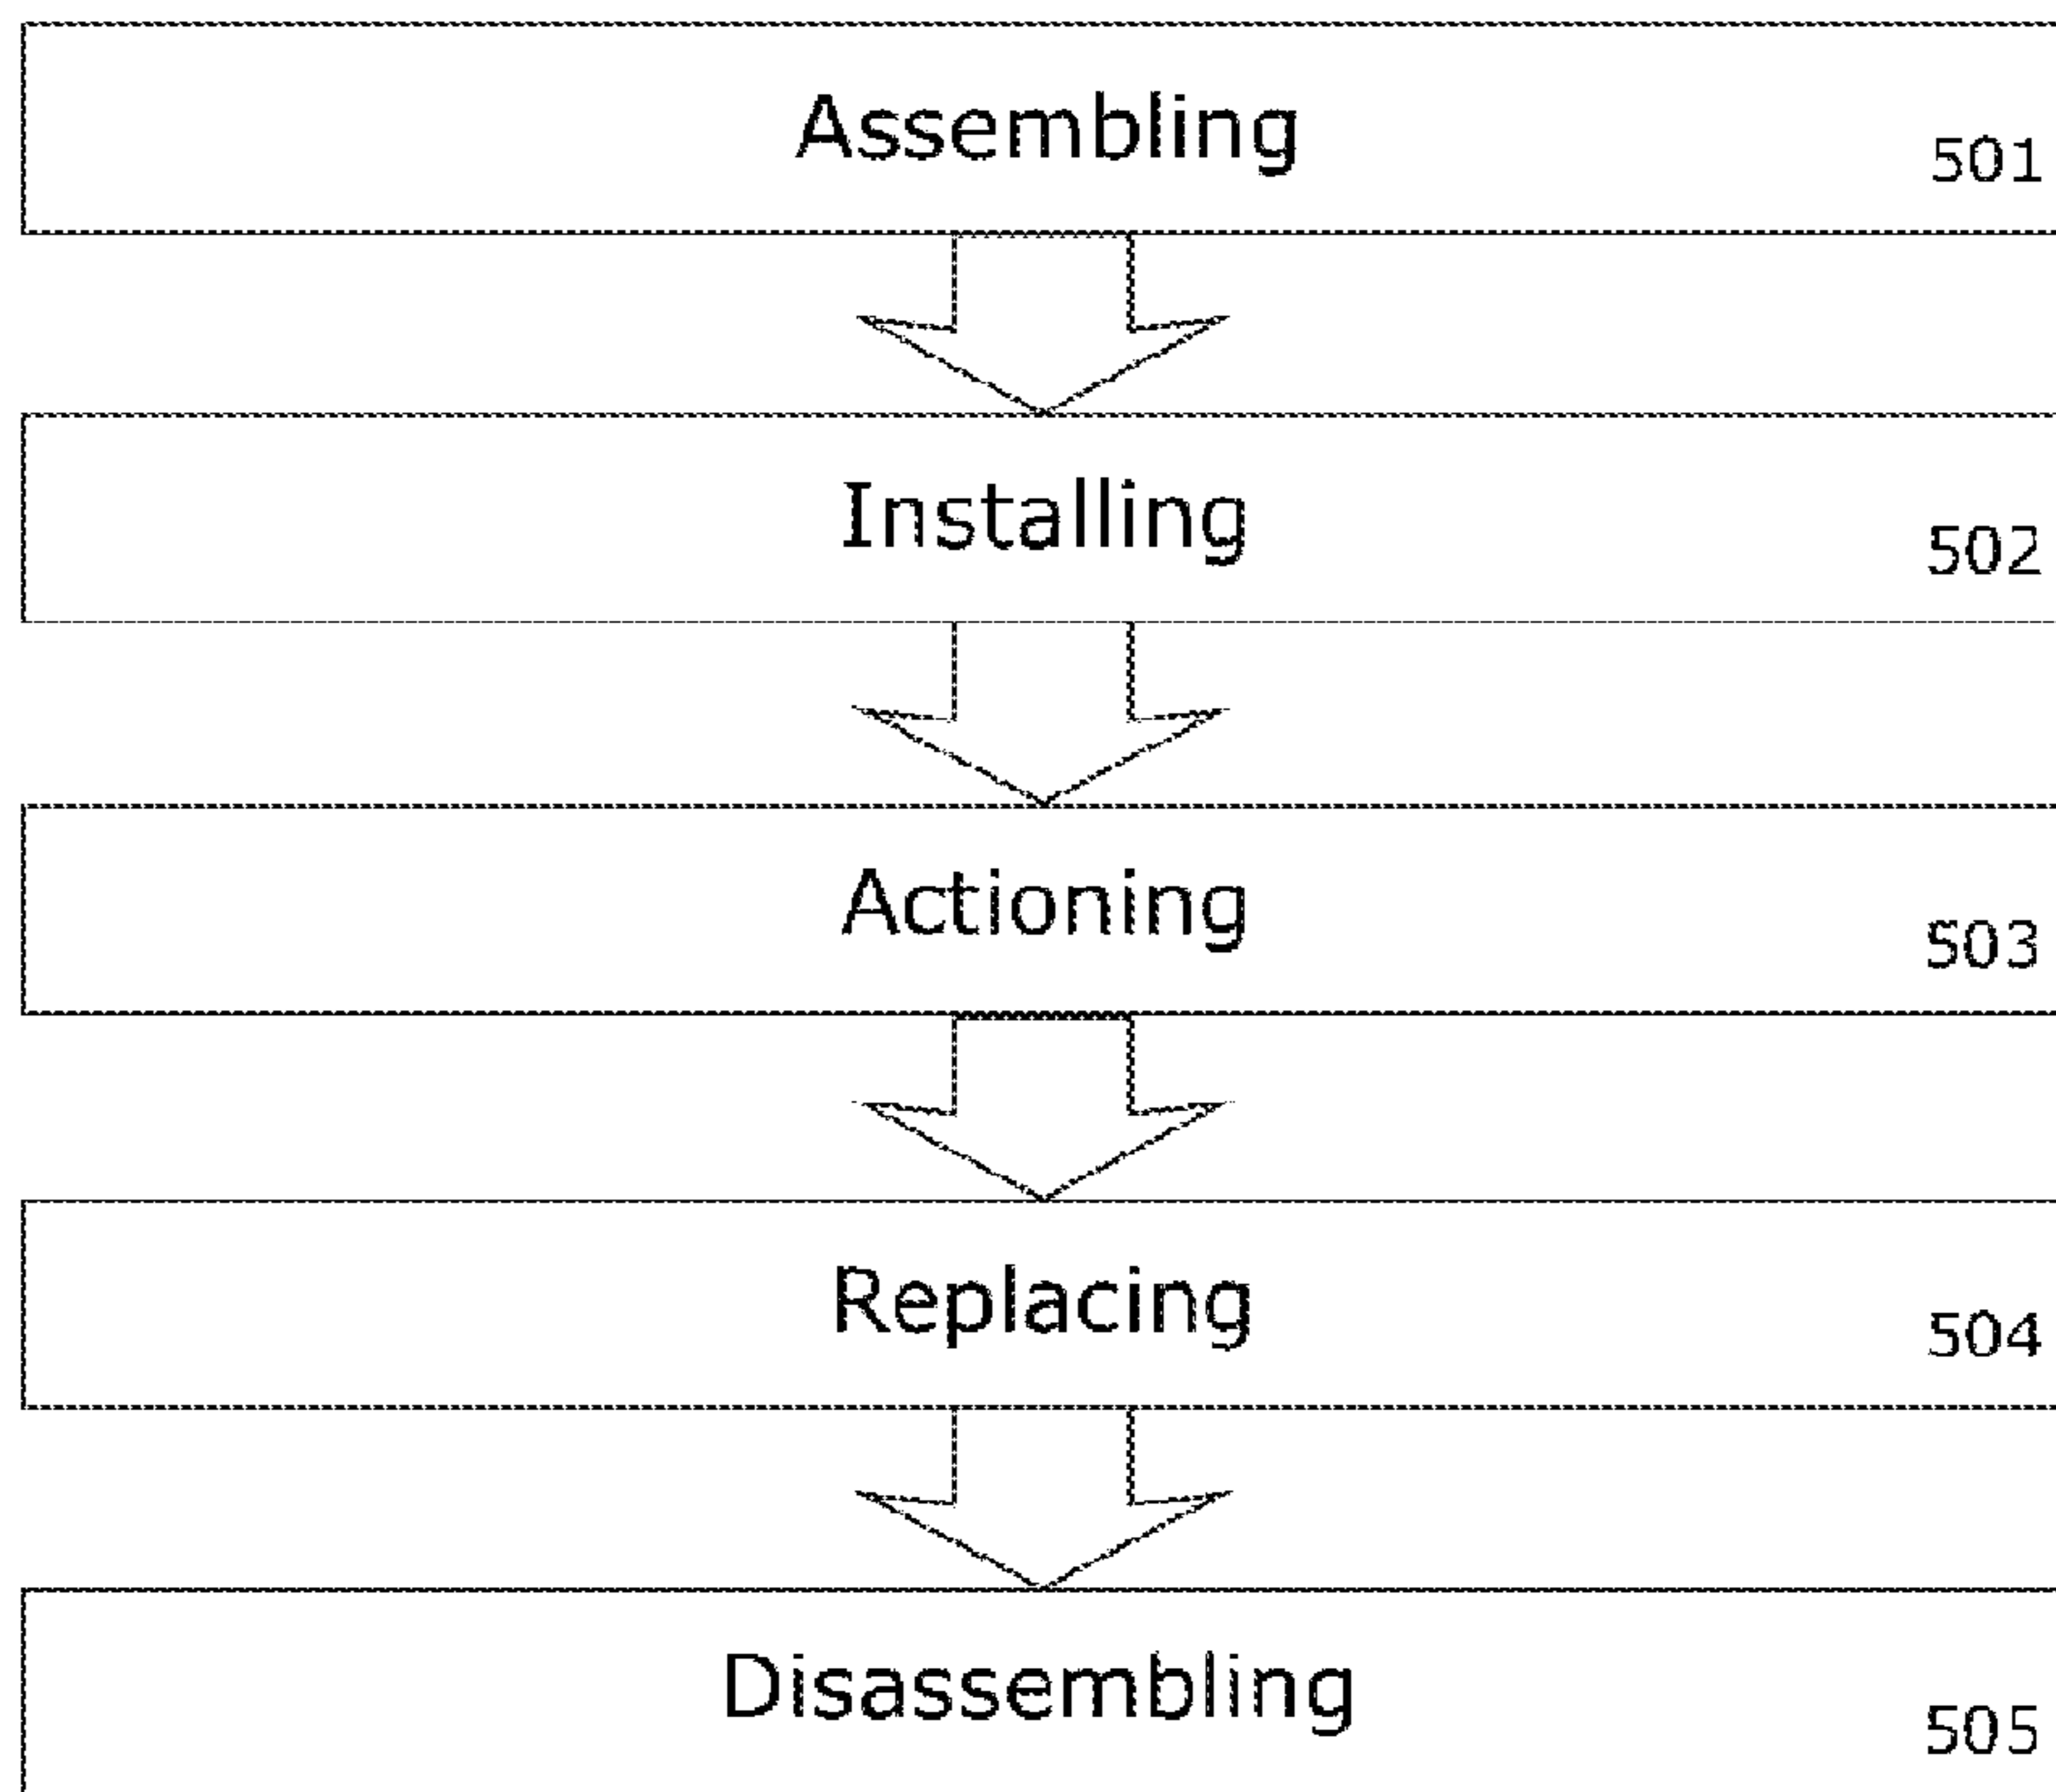 Assembling
501
Installing
502
Actioning
503
Replacing
504
Disassembling
505